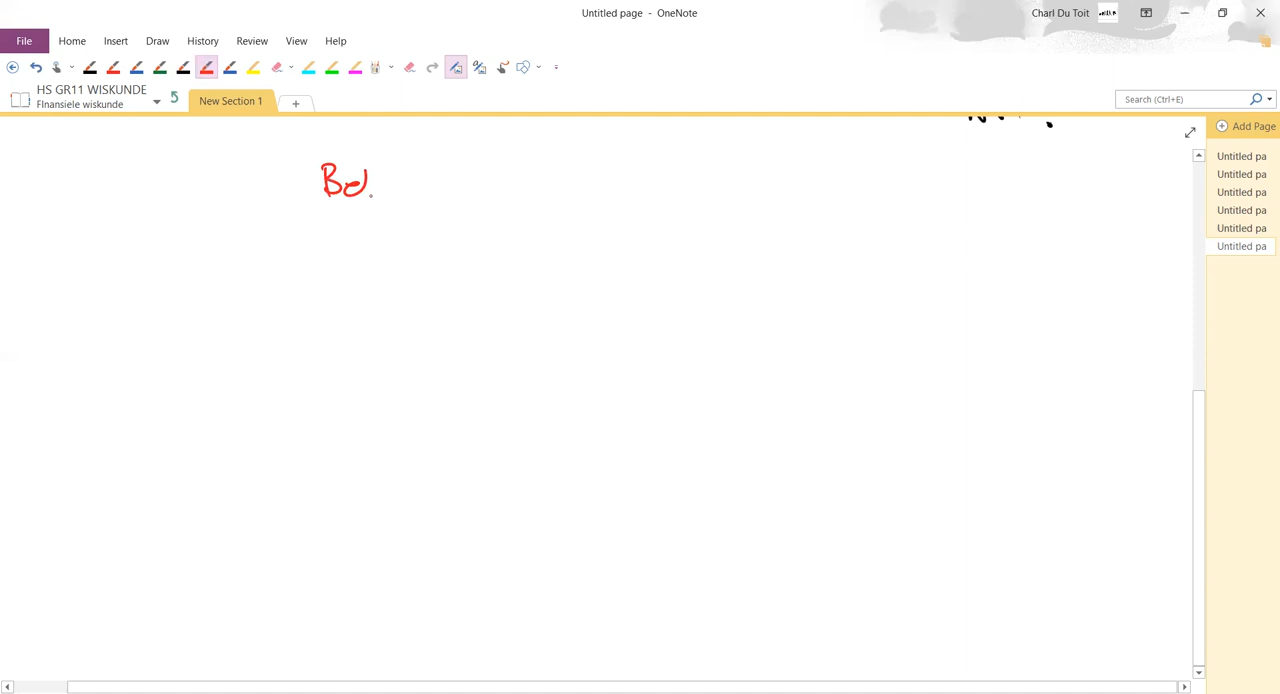 Untitled page - OneNote
Charl Du Toit
File Home Insert Draw History Review View Help
HS GR11 WISKUNDE
FInansiele wiskunde
New Section 1
Search (Ctrl+E)
Add Page
Untitled pa
Untitled pa
Untitled pa
Untitled pa
Untitled pa
Untitled pa